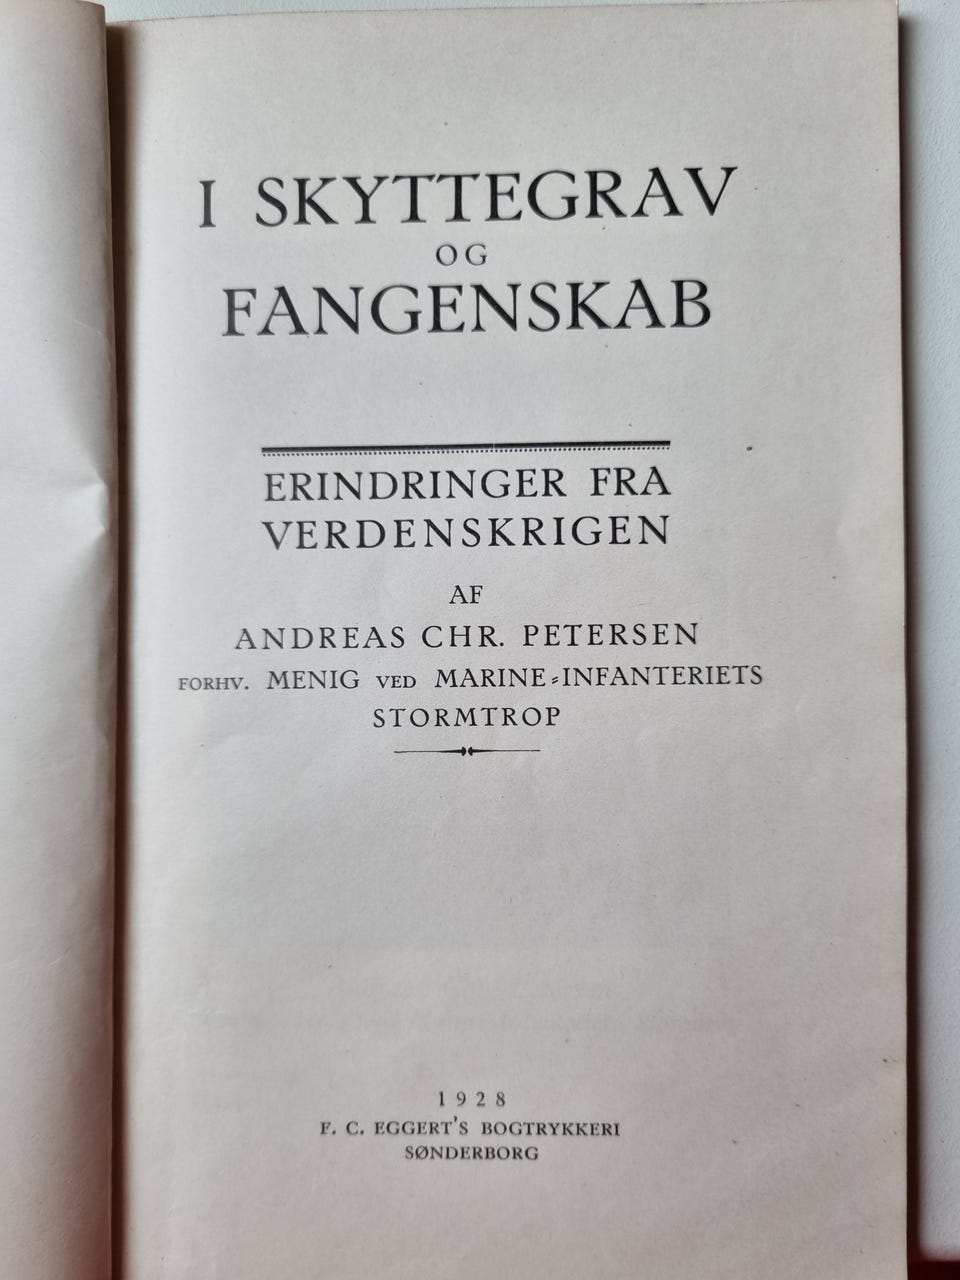 I SKYTTEGRAV
OG
FANGENSKAB
ERINDRINGER FRA
VERDENSKRIGEN
AF
ANDREAS CHR. PETERSEN
FORHV. MENIG VED MARINE-INFANTERIETS
STORMTROP
1928
F. C. EGGERT'S BOGTRYKKERI
SØNDERBORG